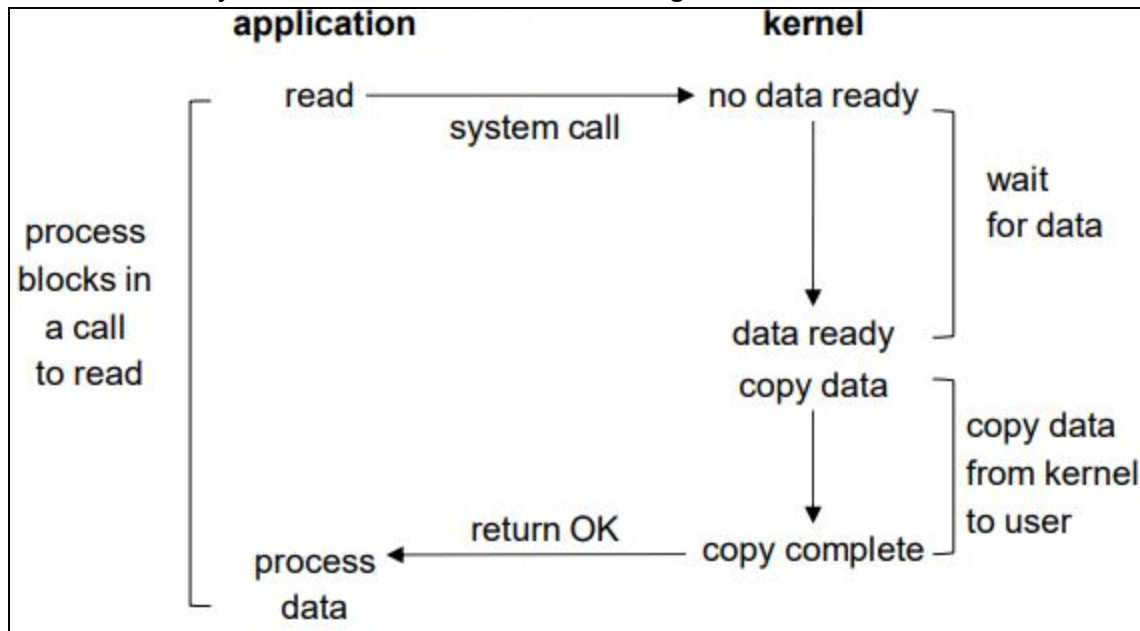 application kernel
read no data ready
system call
wait
for data
process
blocks in
a call
to read
data ready
copy data
copy data
from kernel
to user
return OK
copy complete
process
data